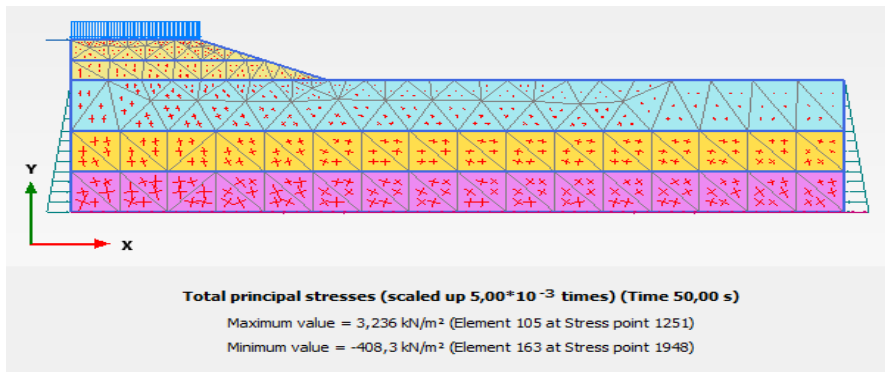 Y
X
Total principal stresses (scaled up 5,00*10 -3 times) (Time 50,00 s)
Maximum value = 3,236 kN/m² (Element 105 at Stress point 1251)
Minimum value = -408,3 kN/m² (Element 163 at Stress point 1948)